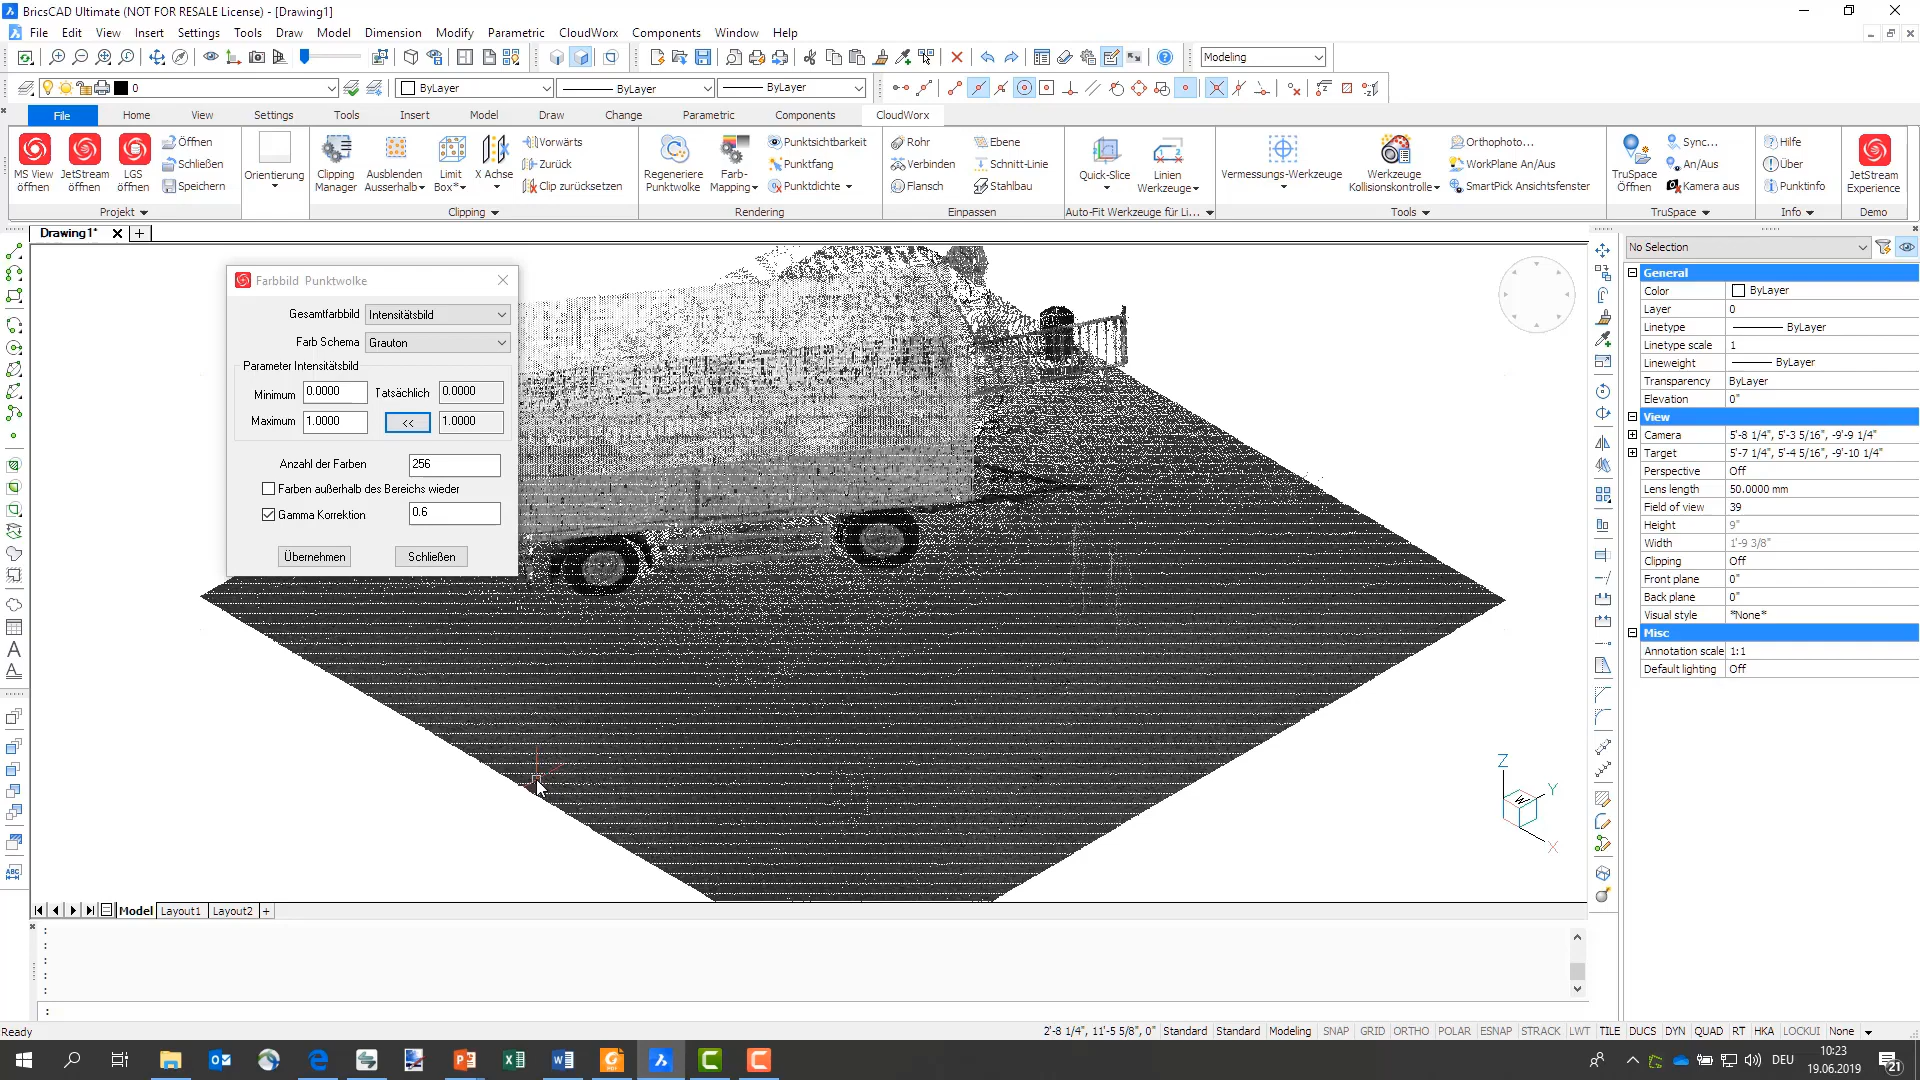 BricsCAD Ultimate (NOT FOR RESALE License) - [Drawing1]
File Edit View Insert Settings Tools Draw Model Dimension Modify Parametric CloudWorx Components Window Help
Modeling
0 ByLayer ByLayer ByLayer
File Home View Settings Tools Insert Model Draw Change Parametric Components CloudWorx
MS View öffnen
JetStream öffnen
LGS öffnen
Öffnen
Schließen
Speichern
Projekt
Orientierung
Clipping Manager
Ausblenden Ausserhalb
Limit Box*
X Achse
Vorwärts
Zurück
Clip zurücksetzen
Clipping
Regeneriere Punktwolke
Farb-Mapping
Punktsichtbarkeit
Punktfang
Punktdichte
Rendering
Rohr
Verbinden
Flansch
Ebene
Schnitt-Linie
Stahlbau
Einpassen
Quick-Slice
Linien Werkzeuge
Auto-Fit Werkzeuge für Li...
Vermessungs-Werkzeuge
Werkzeuge Kollisionskontrolle
Orthophoto...
WorkPlane An/Aus
SmartPick Ansichtsfenster
Tools
TruSpace Öffnen
Sync...
An/Aus
Kamera aus
TruSpace
Hilfe
Über
Punktinfo
Info
JetStream Experience
Demo
Drawing1*
Farbbild Punktwolke
Gesamtfarbbild Intensitätsbild
Farb Schema Grauton
Parameter Intensitätsbild
Minimum 0.0000 Tatsächlich 0.0000
Maximum 1.0000 << 1.0000
Anzahl der Farben 256
Farben außerhalb des Bereichs wieder
Gamma Korrektion 0.6
Übernehmen Schließen
Z
Y
W
X
No Selection
General
Color ByLayer
Layer 0
Linetype ByLayer
Linetype scale 1
Lineweight ByLayer
Transparency ByLayer
Elevation 0"
View
Camera 5'-8 1/4", 5'-3 5/16", -9'-9 1/4"
Target 5'-7 1/4", 5'-4 5/16", -9'-10 1/4"
Perspective Off
Lens length 50.0000 mm
Field of view 39
Height 9"
Width 1'-9 3/8"
Clipping Off
Front plane 0"
Back plane 0"
Visual style *None*
Misc
Annotation scale 1:1
Default lighting Off
Model Layout1 Layout2 +
:
:
:
:
:
:
Ready
2'-8 1/4", 11'-5 5/8", 0" Standard Standard Modeling SNAP GRID ORTHO POLAR ESNAP STRACK LWT TILE DUCS DYN QUAD RT HKA LOCKUI None
DEU
10:23
19.06.2019
21